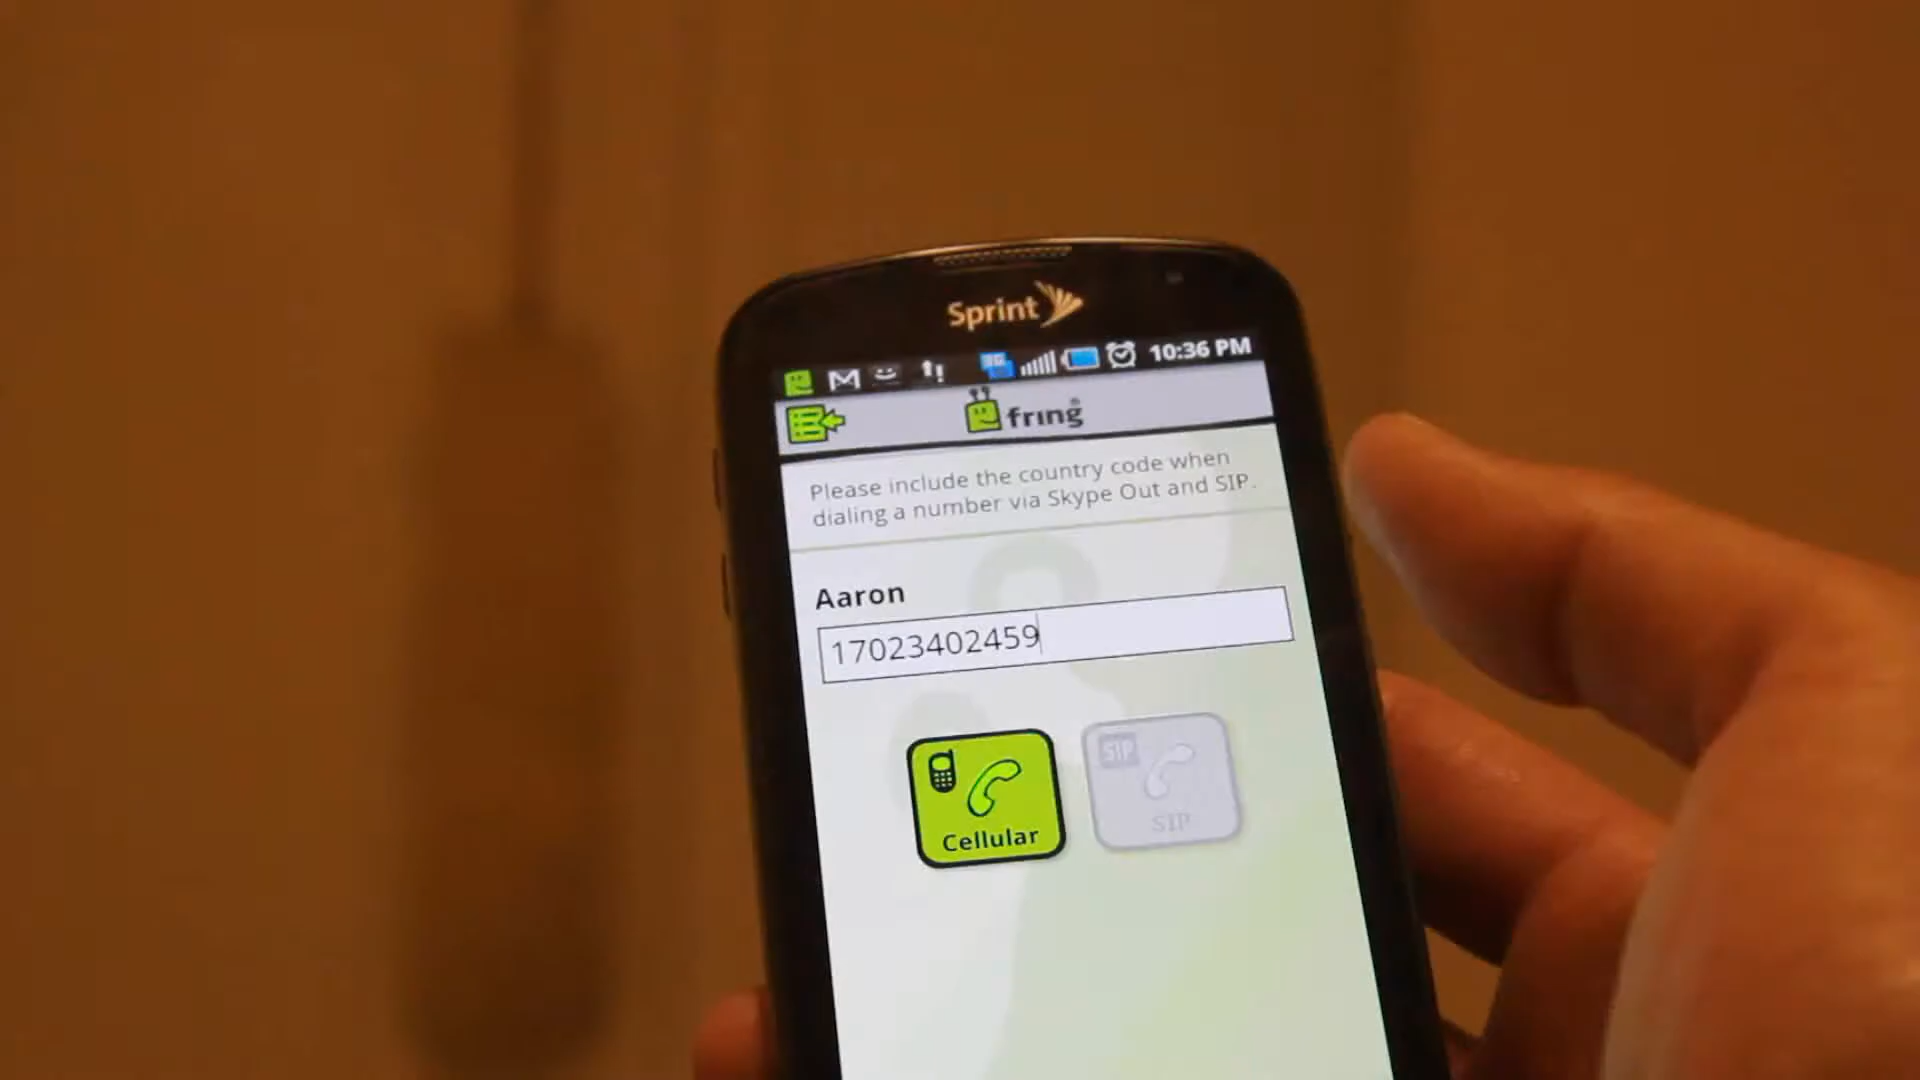 Sprint
3G 10:36 PM
fring®
Please include the country code when
dialing a number via Skype Out and SIP.
Aaron
17023402459
Cellular
SIP
SIP